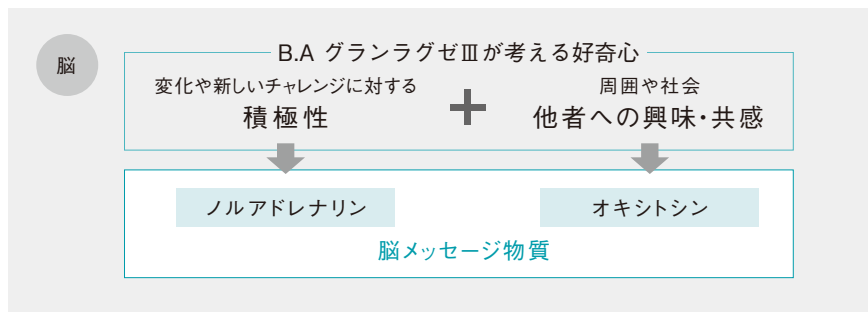 脳
B.A グランラグゼⅢが考える好奇心
変化や新しいチャレンジに対する
積極性
+
周囲や社会
他者への興味・共感
ノルアドレナリン
オキシトシン
脳メッセージ物質